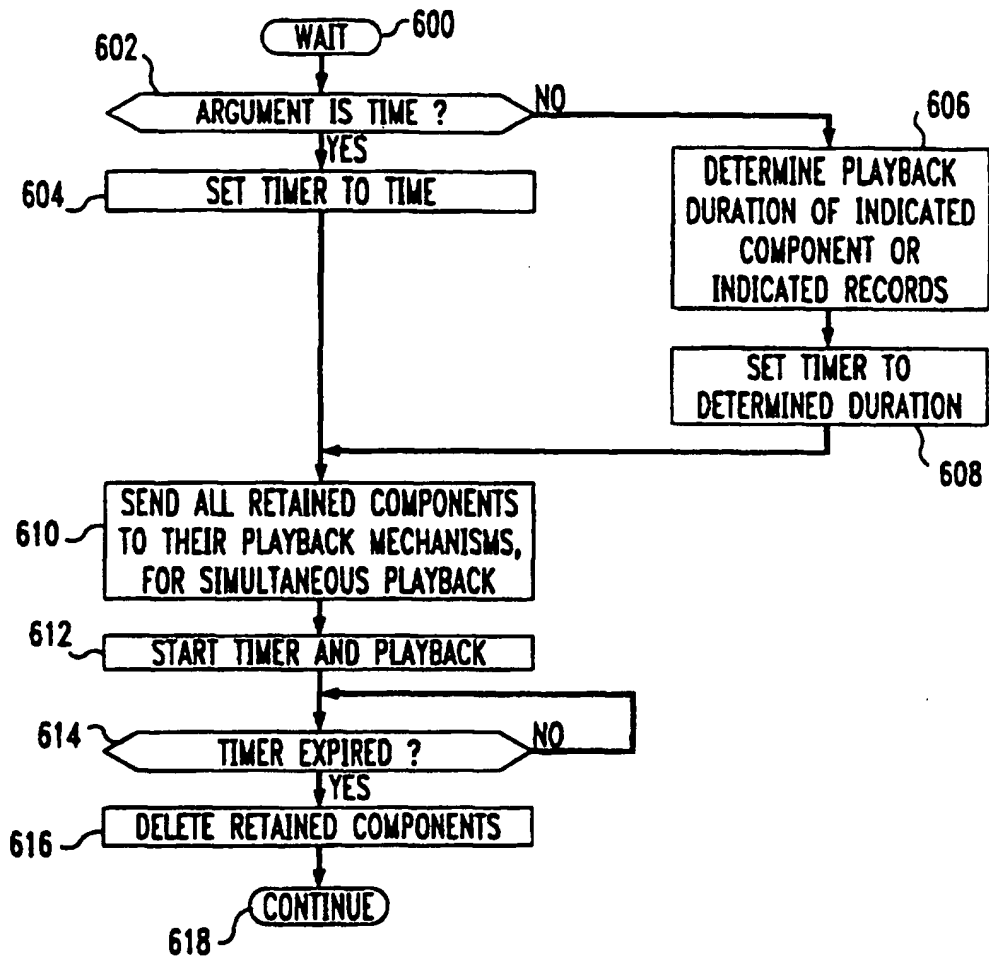 WAIT
600
602
ARGUMENT IS TIME ?
NO
YES
606
604
SET TIMER TO TIME
DETERMINE PLAYBACK
DURATION OF INDICATED
COMPONENT OR
INDICATED RECORDS
SET TIMER TO
DETERMINED DURATION
608
610
SEND ALL RETAINED COMPONENTS
TO THEIR PLAYBACK MECHANISMS,
FOR SIMULTANEOUS PLAYBACK
612
START TIMER AND PLAYBACK
614
TIMER EXPIRED ?
NO
YES
616
DELETE RETAINED COMPONENTS
CONTINUE
618